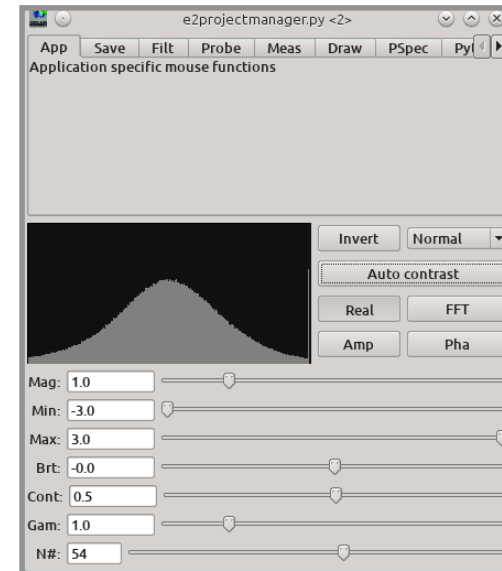 e2projectmanager.py <2>
App Save Filt Probe Meas Draw PSpec
Application specific mouse functions
Invert Normal
Auto contrast
Real FFT
Amp Pha
Mag: 1.0
Min: -3.0
Max: 3.0
Brt: -0.0
Cont: 0.5
Gam: 1.0
N#: 54